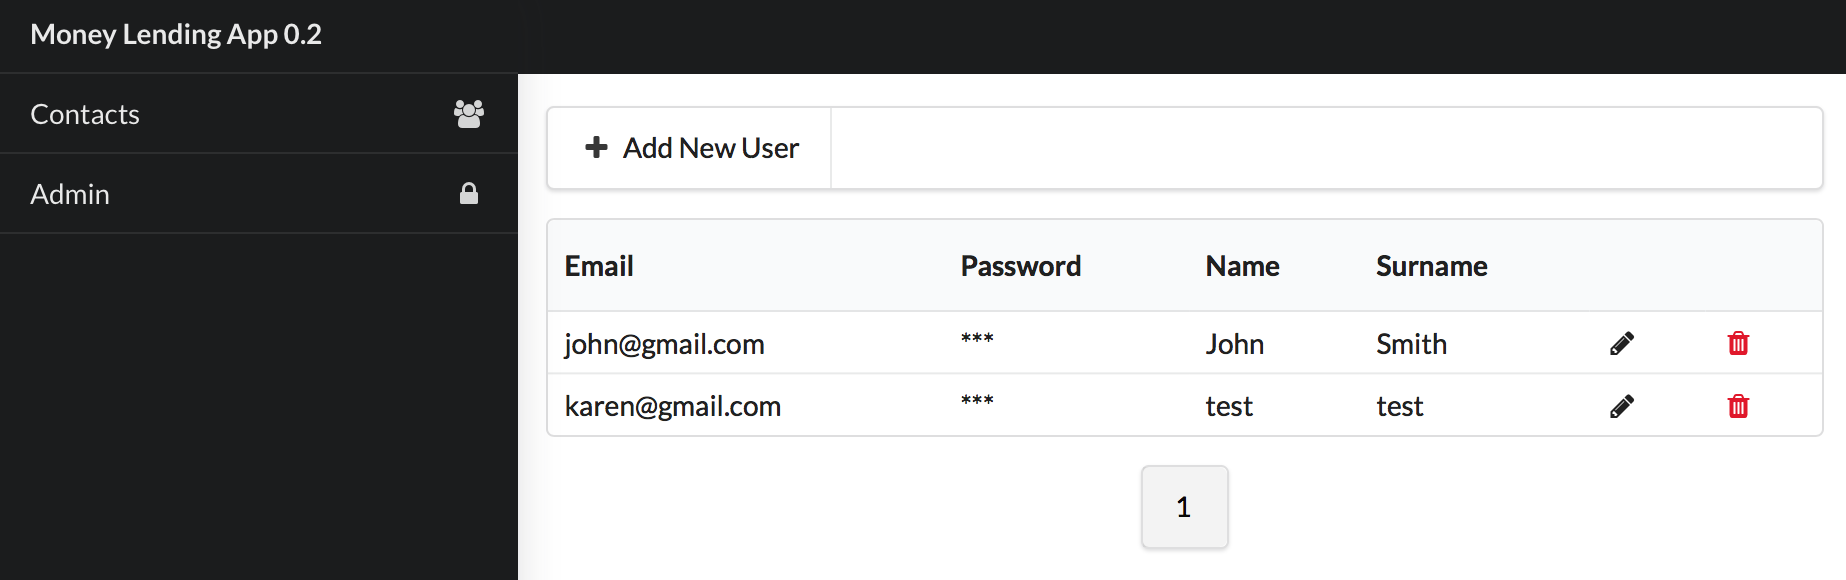 Money Lending App 0.2
Contacts
Admin
Add New User
Email Password Name Surname
john@gmail.com *** John Smith
karen@gmail.com *** test test
1